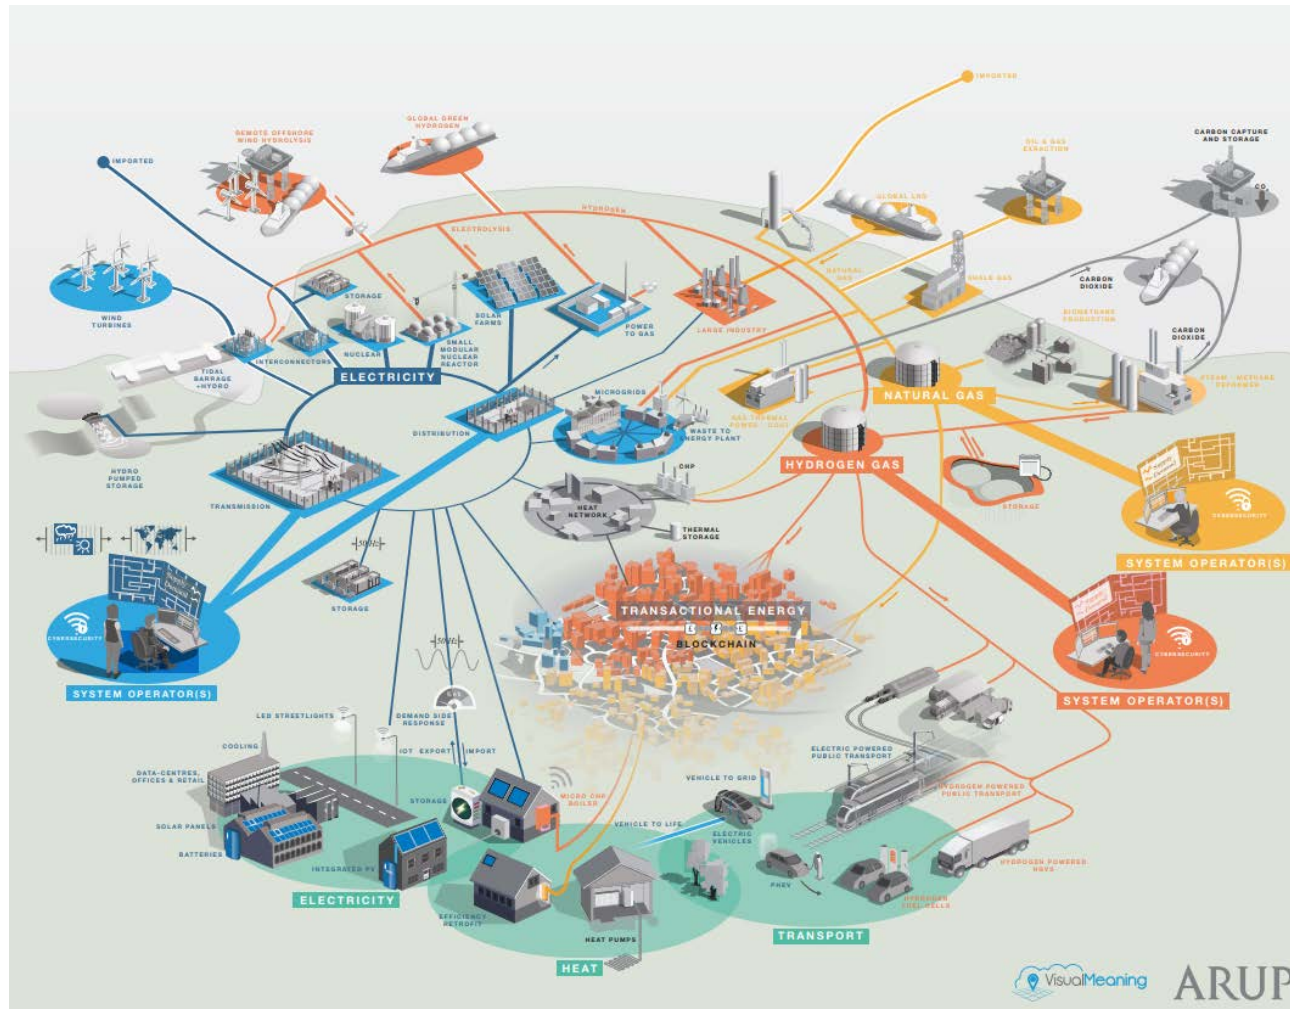 IMPORTED
REMOTE OFFSHORE
WIND HYDROLYSIS
GLOBAL GREEN
HYDROGEN
IMPORTED
OIL & GAS
EXTRACTION
CARBON CAPTURE
AND STORAGE
CO
GLOBAL LNG
HYDROGEN
ELECTROLYSIS
NATURAL
GAS
SHALE GAS
CARBON
DIOXIDE
BIOMETHANE
PRODUCTION
CARBON
DIOXIDE
STEAM - METHANE
REFORMER
WIND
TURBINES
STORAGE
INTERCONNECTORS
NUCLEAR
SMALL
MODULAR
NUCLEAR
REACTOR
SOLAR
FARMS
POWER
TO GAS
LARGE INDUSTRY
TIDAL
BARRAGE
+HYDRO
ELECTRICITY
NATURAL GAS
MICROGRIDS
DISTRIBUTION
WASTE TO
ENERGY PLANT
GAS THERMAL
HYDROGEN GAS
HYDRO
PUMPED
STORAGE
TRANSMISSION
CHP
HEAT
NETWORK
THERMAL
STORAGE
STORAGE
CYBERSECURITY
SYSTEM OPERATOR(S)
50Hz
STORAGE
TRANSACTIONAL ENERGY
BLOCKCHAIN
CYBERSECURITY
SYSTEM OPERATOR(S)
CYBERSECURITY
SYSTEM OPERATOR(S)
50Hz
LED STREETLIGHTS
DEMAND SIDE
RESPONSE
COOLING
IOT
EXPORT
IMPORT
DATA-CENTRES,
OFFICES & RETAIL
STORAGE
MICRO CHP
BOILER
SOLAR PANELS
BATTERIES
INTEGRATED PV
ELECTRICITY
EFFICIENCY
RETROFIT
HEAT PUMPS
HEAT
VEHICLE TO GRID
VEHICLE TO LIFE
ELECTRIC
VEHICLES
ELECTRIC POWERED
PUBLIC TRANSPORT
HYDROGEN POWERED
PUBLIC TRANSPORT
PHEV
HYDROGEN
FUEL CELLS
HYDROGEN POWERED
HGVS
TRANSPORT
VisualMeaning
ARUP